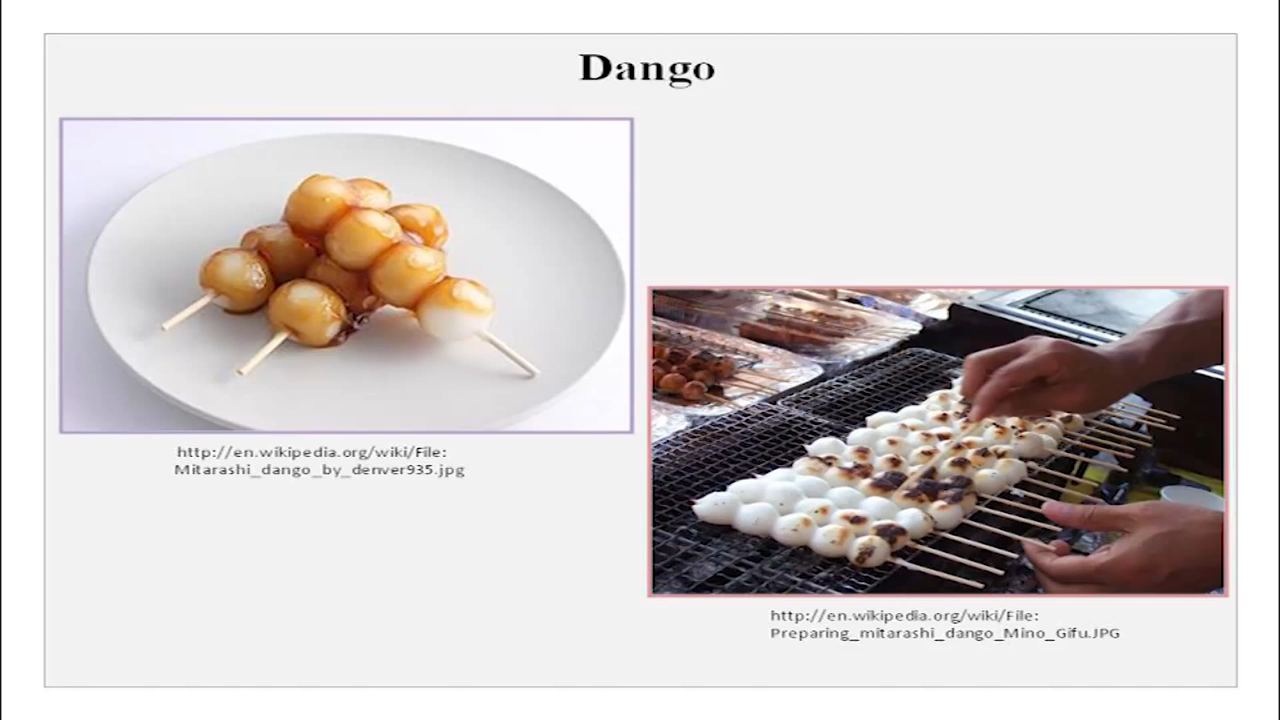 Dango
http://en.wikipedia.org/wiki/File:
Mitarashi_dango_by_denver935.jpg
http://en.wikipedia.org/wiki/File:
Preparing_mitarashi_dango_Mino_Gifu.JPG